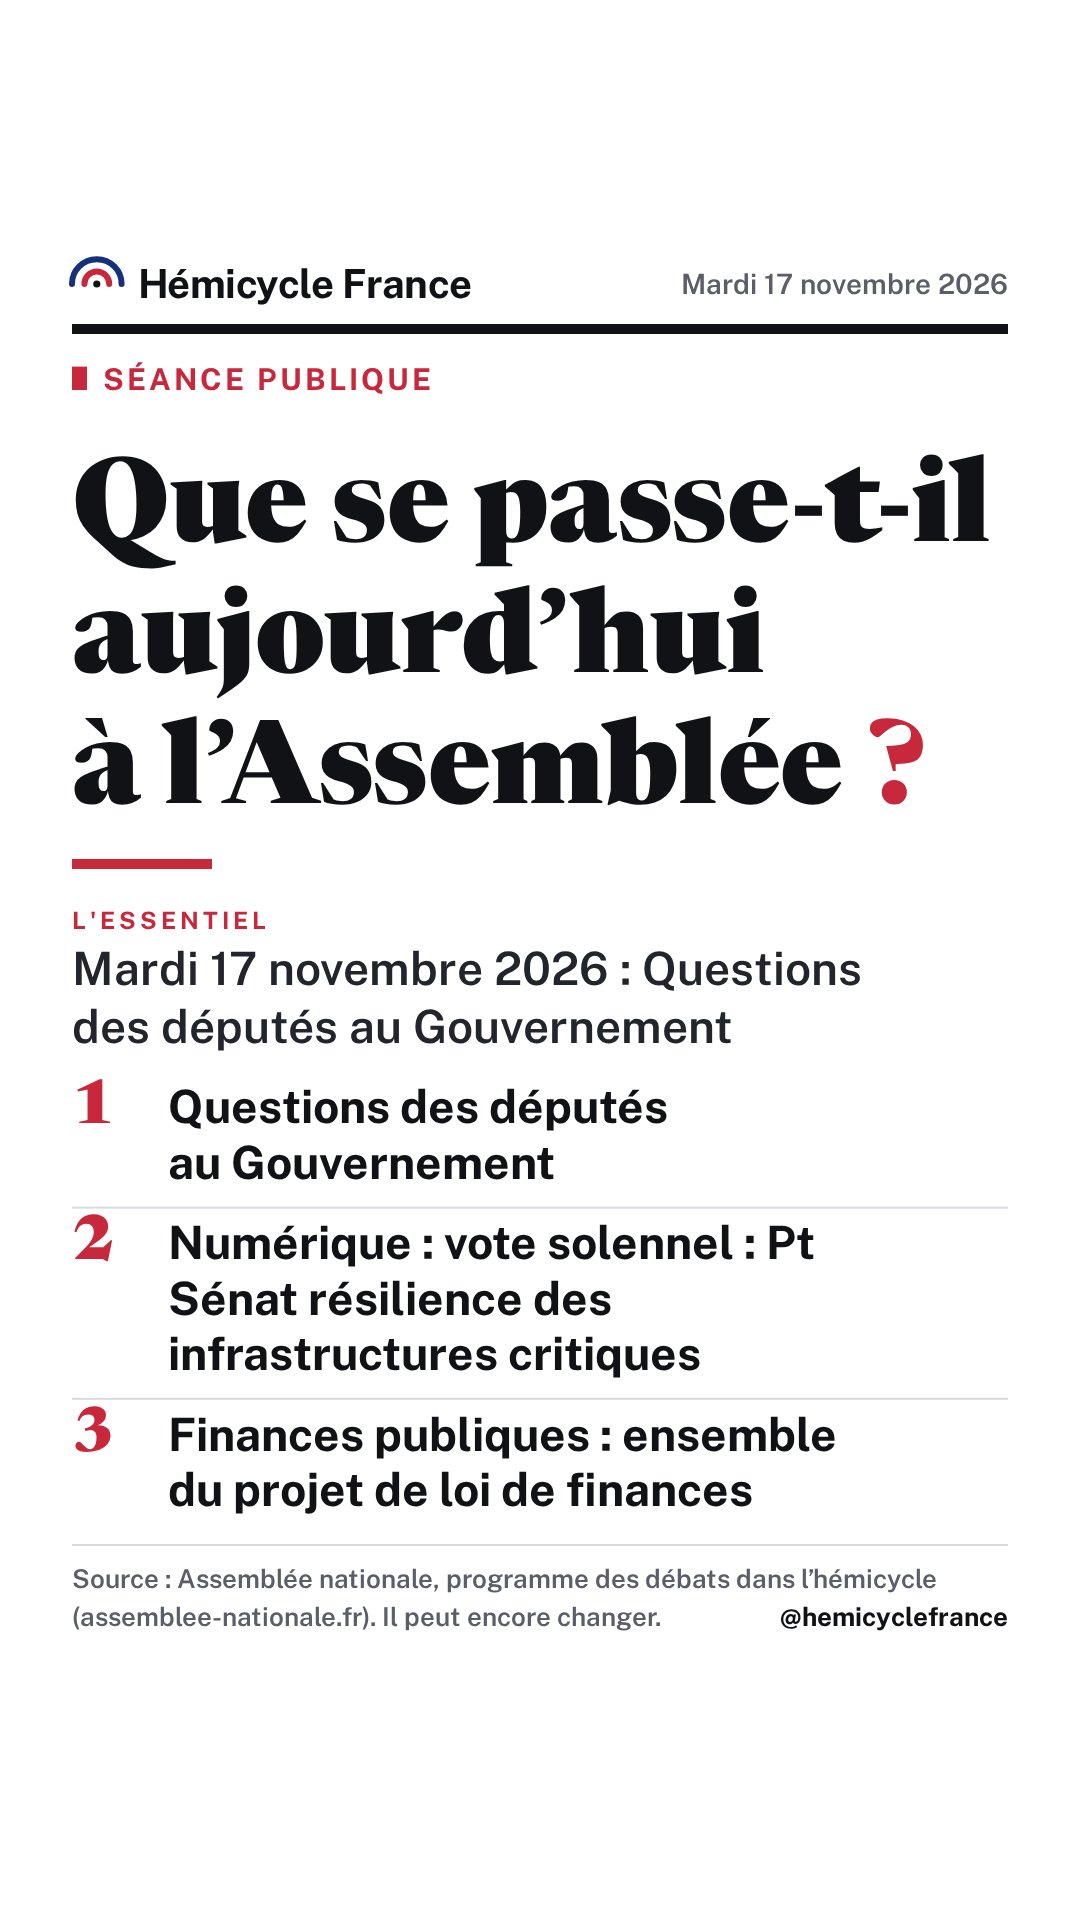 Hémicycle France
Mardi 17 novembre 2026
SÉANCE PUBLIQUE
Que se passe-t-il
aujourd’hui
à l’Assemblée ?
L'ESSENTIEL
Mardi 17 novembre 2026 : Questions
des députés au Gouvernement
1 Questions des députés
au Gouvernement
2 Numérique : vote solennel : Pt
Sénat résilience des
infrastructures critiques
3 Finances publiques : ensemble
du projet de loi de finances
Source : Assemblée nationale, programme des débats dans l’hémicycle
(assemblee-nationale.fr). Il peut encore changer.
@hemicyclefrance